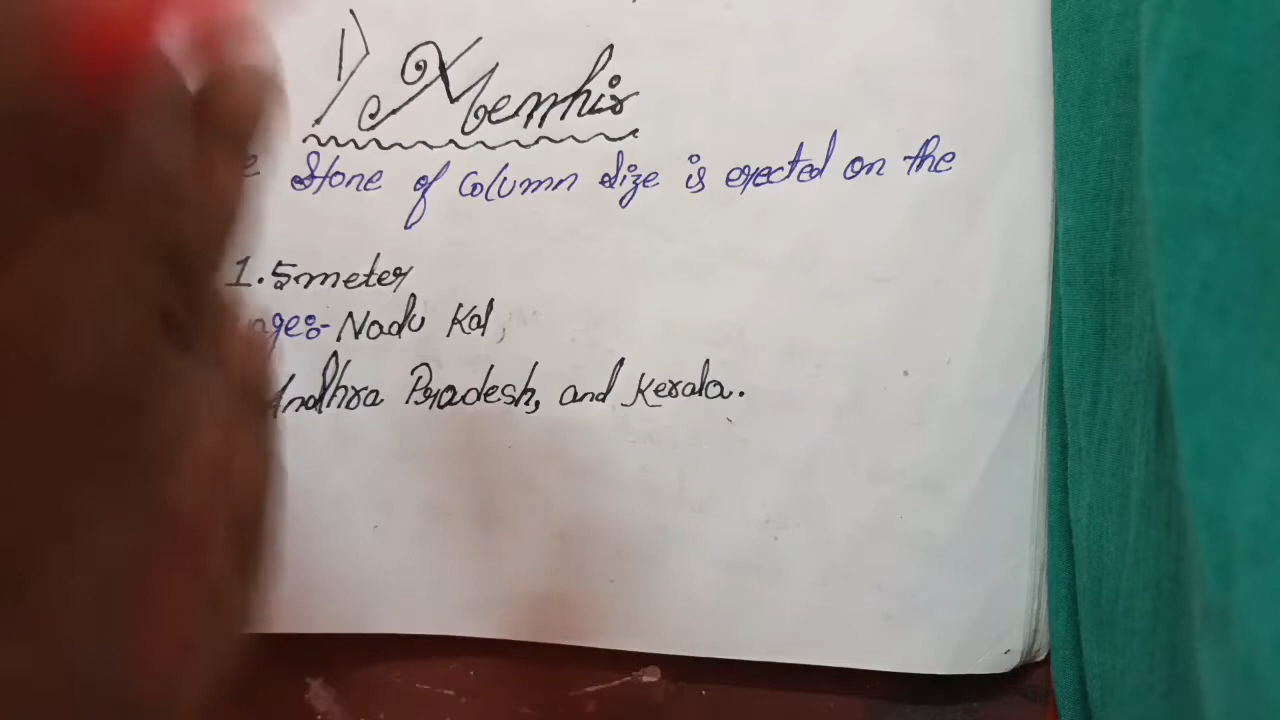 1) Menhir
Stone of column size is erected on the
1.5meter
Nadu Kal,
Andhra Pradesh, and Kerala.